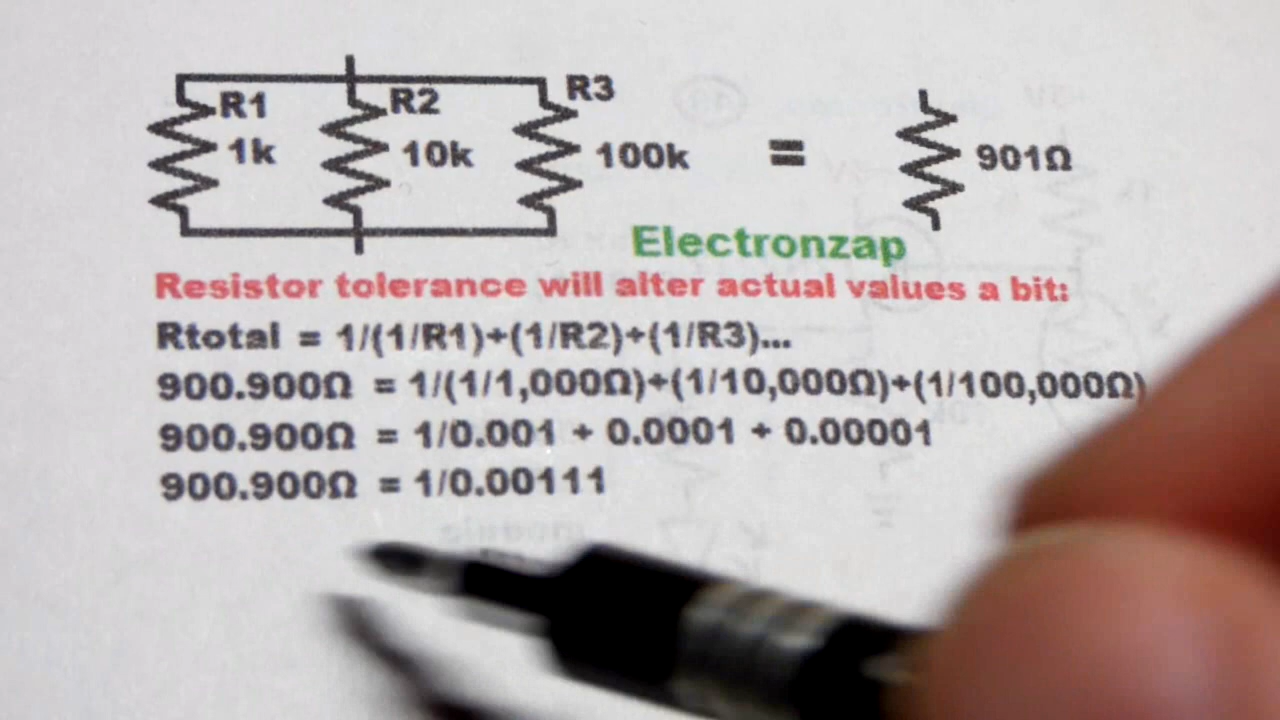 R1
R2
R3
1k
10k
100k
=
901Ω
Electronzap
Resistor tolerance will alter actual values a bit:
Rtotal = 1/(1/R1)+(1/R2)+(1/R3)...
900.900Ω = 1/(1/1,000Ω)+(1/10,000Ω)+(1/100,000Ω)
900.900Ω = 1/0.001 + 0.0001 + 0.00001
900.900Ω = 1/0.00111